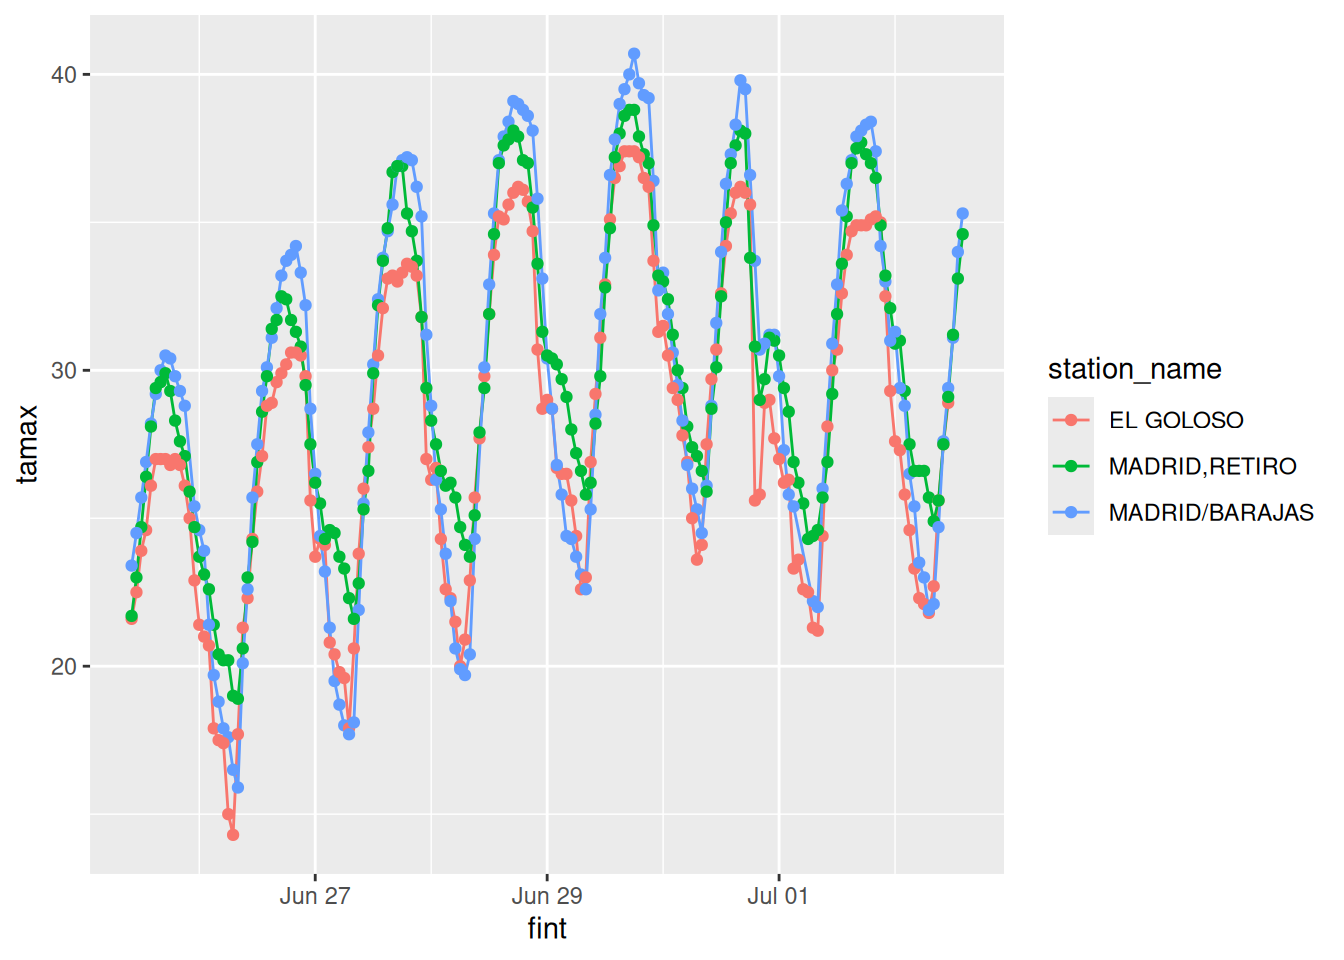 40
30
20
tamax
Jun 27
Jun 29
Jul 01
fint
station_name
EL GOLOSO
MADRID,RETIRO
MADRID/BARAJAS